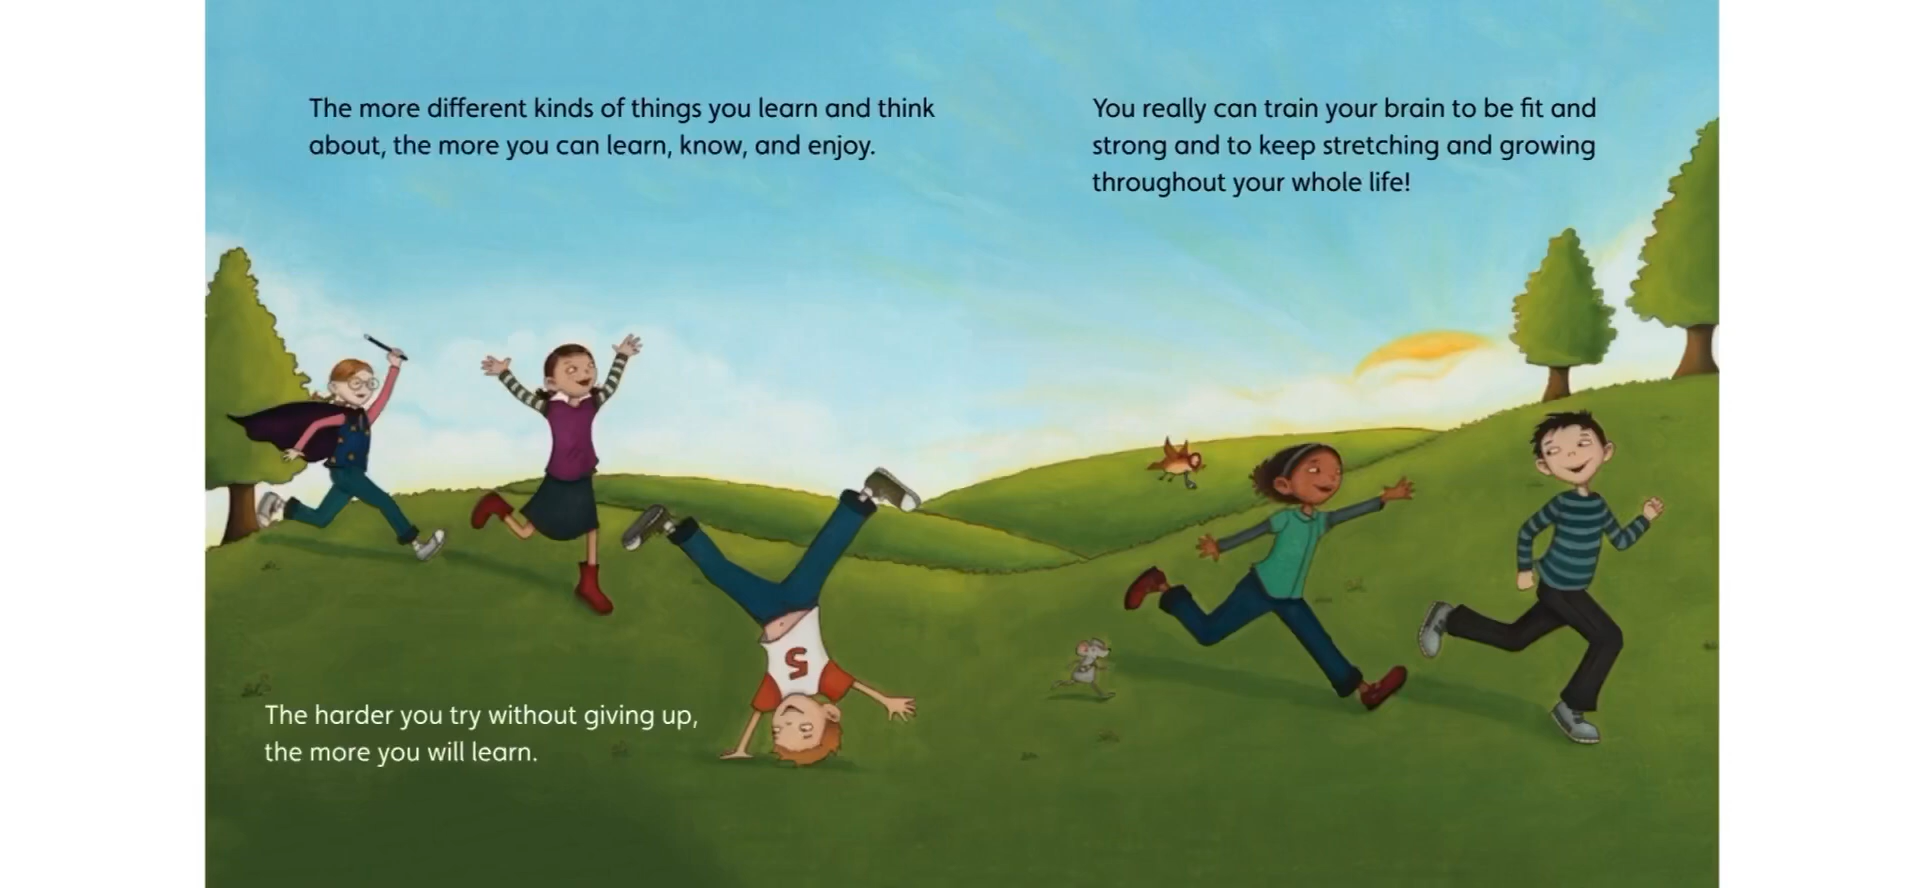 The more different kinds of things you learn and think
about, the more you can learn, know, and enjoy.
The harder you try without giving up,
the more you will learn.
You really can train your brain to be fit and
strong and to keep stretching and growing
throughout your whole life!
5